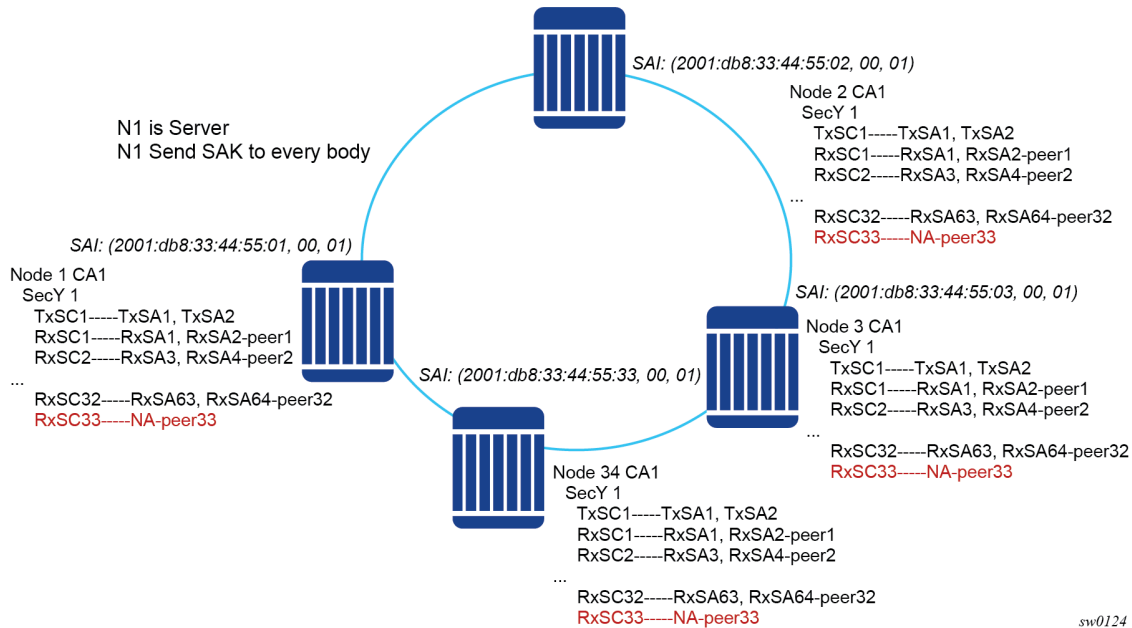 SAI: (2001:db8:33:44:55:02, 00, 01)
Node 2 CA1
SecY 1
TxSC1-----TxSA1, TxSA2
RxSC1-----RxSA1, RxSA2-peer1
RxSC2-----RxSA3, RxSA4-peer2
...
RxSC32-----RxSA63, RxSA64-peer32
RxSC33-----NA-peer33
N1 is Server
N1 Send SAK to every body
SAI: (2001:db8:33:44:55:01, 00, 01)
Node 1 CA1
SecY 1
TxSC1-----TxSA1, TxSA2
RxSC1-----RxSA1, RxSA2-peer1
RxSC2-----RxSA3, RxSA4-peer2
...
RxSC32-----RxSA63, RxSA64-peer32
RxSC33-----NA-peer33
SAI: (2001:db8:33:44:55:03, 00, 01)
Node 3 CA1
SecY 1
TxSC1-----TxSA1, TxSA2
RxSC1-----RxSA1, RxSA2-peer1
RxSC2-----RxSA3, RxSA4-peer2
...
RxSC32-----RxSA63, RxSA64-peer32
RxSC33-----NA-peer33
SAI: (2001:db8:33:44:55:33, 00, 01)
Node 34 CA1
SecY 1
TxSC1-----TxSA1, TxSA2
RxSC1-----RxSA1, RxSA2-peer1
RxSC2-----RxSA3, RxSA4-peer2
...
RxSC32-----RxSA63, RxSA64-peer32
RxSC33-----NA-peer33
sw0124